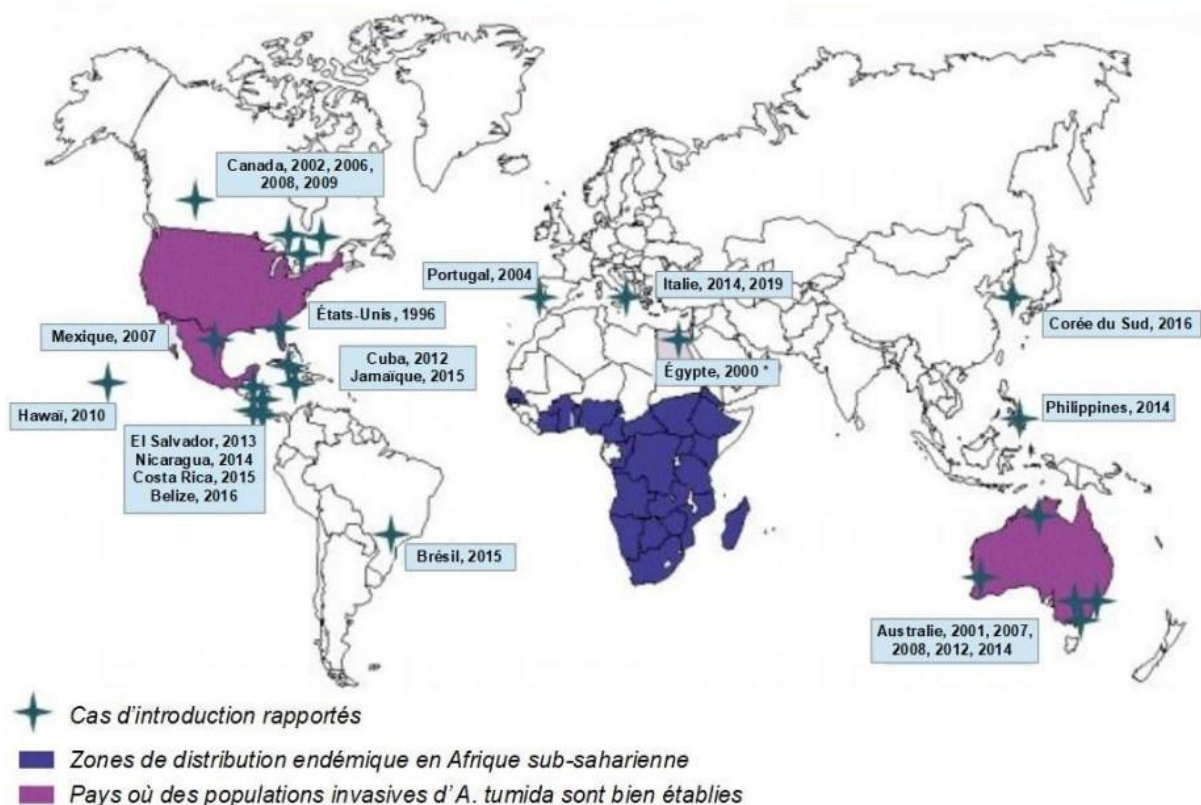 Canada, 2002, 2006,
2008, 2009
Portugal, 2004
Italie, 2014, 2019
États-Unis, 1996
Mexique, 2007
Corée du Sud, 2016
Cuba, 2012
Jamaïque, 2015
Égypte, 2000 *
Hawaï, 2010
Philippines, 2014
El Salvador, 2013
Nicaragua, 2014
Costa Rica, 2015
Belize, 2016
Brésil, 2015
Australie, 2001, 2007,
2008, 2012, 2014
Cas d'introduction rapportés
Zones de distribution endémique en Afrique sub-saharienne
Pays où des populations invasives d'A. tumida sont bien établies